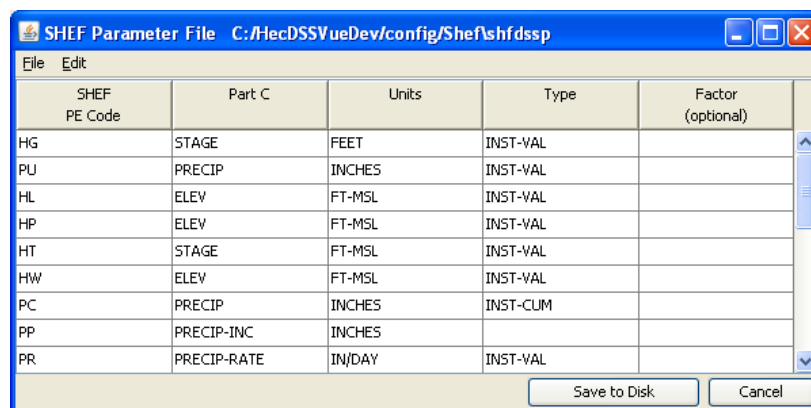 SHEF Parameter File C:/HecDSSVueDev/config/Shef\shfdssp
File Edit
SHEF PE Code Part C Units Type Factor (optional)
HG STAGE FEET INST-VAL
PU PRECIP INCHES INST-VAL
HL ELEV FT-MSL INST-VAL
HP ELEV FT-MSL INST-VAL
HT STAGE FT-MSL INST-VAL
HW ELEV FT-MSL INST-VAL
PC PRECIP INCHES INST-CUM
PP PRECIP-INC INCHES
PR PRECIP-RATE IN/DAY INST-VAL
Save to Disk Cancel